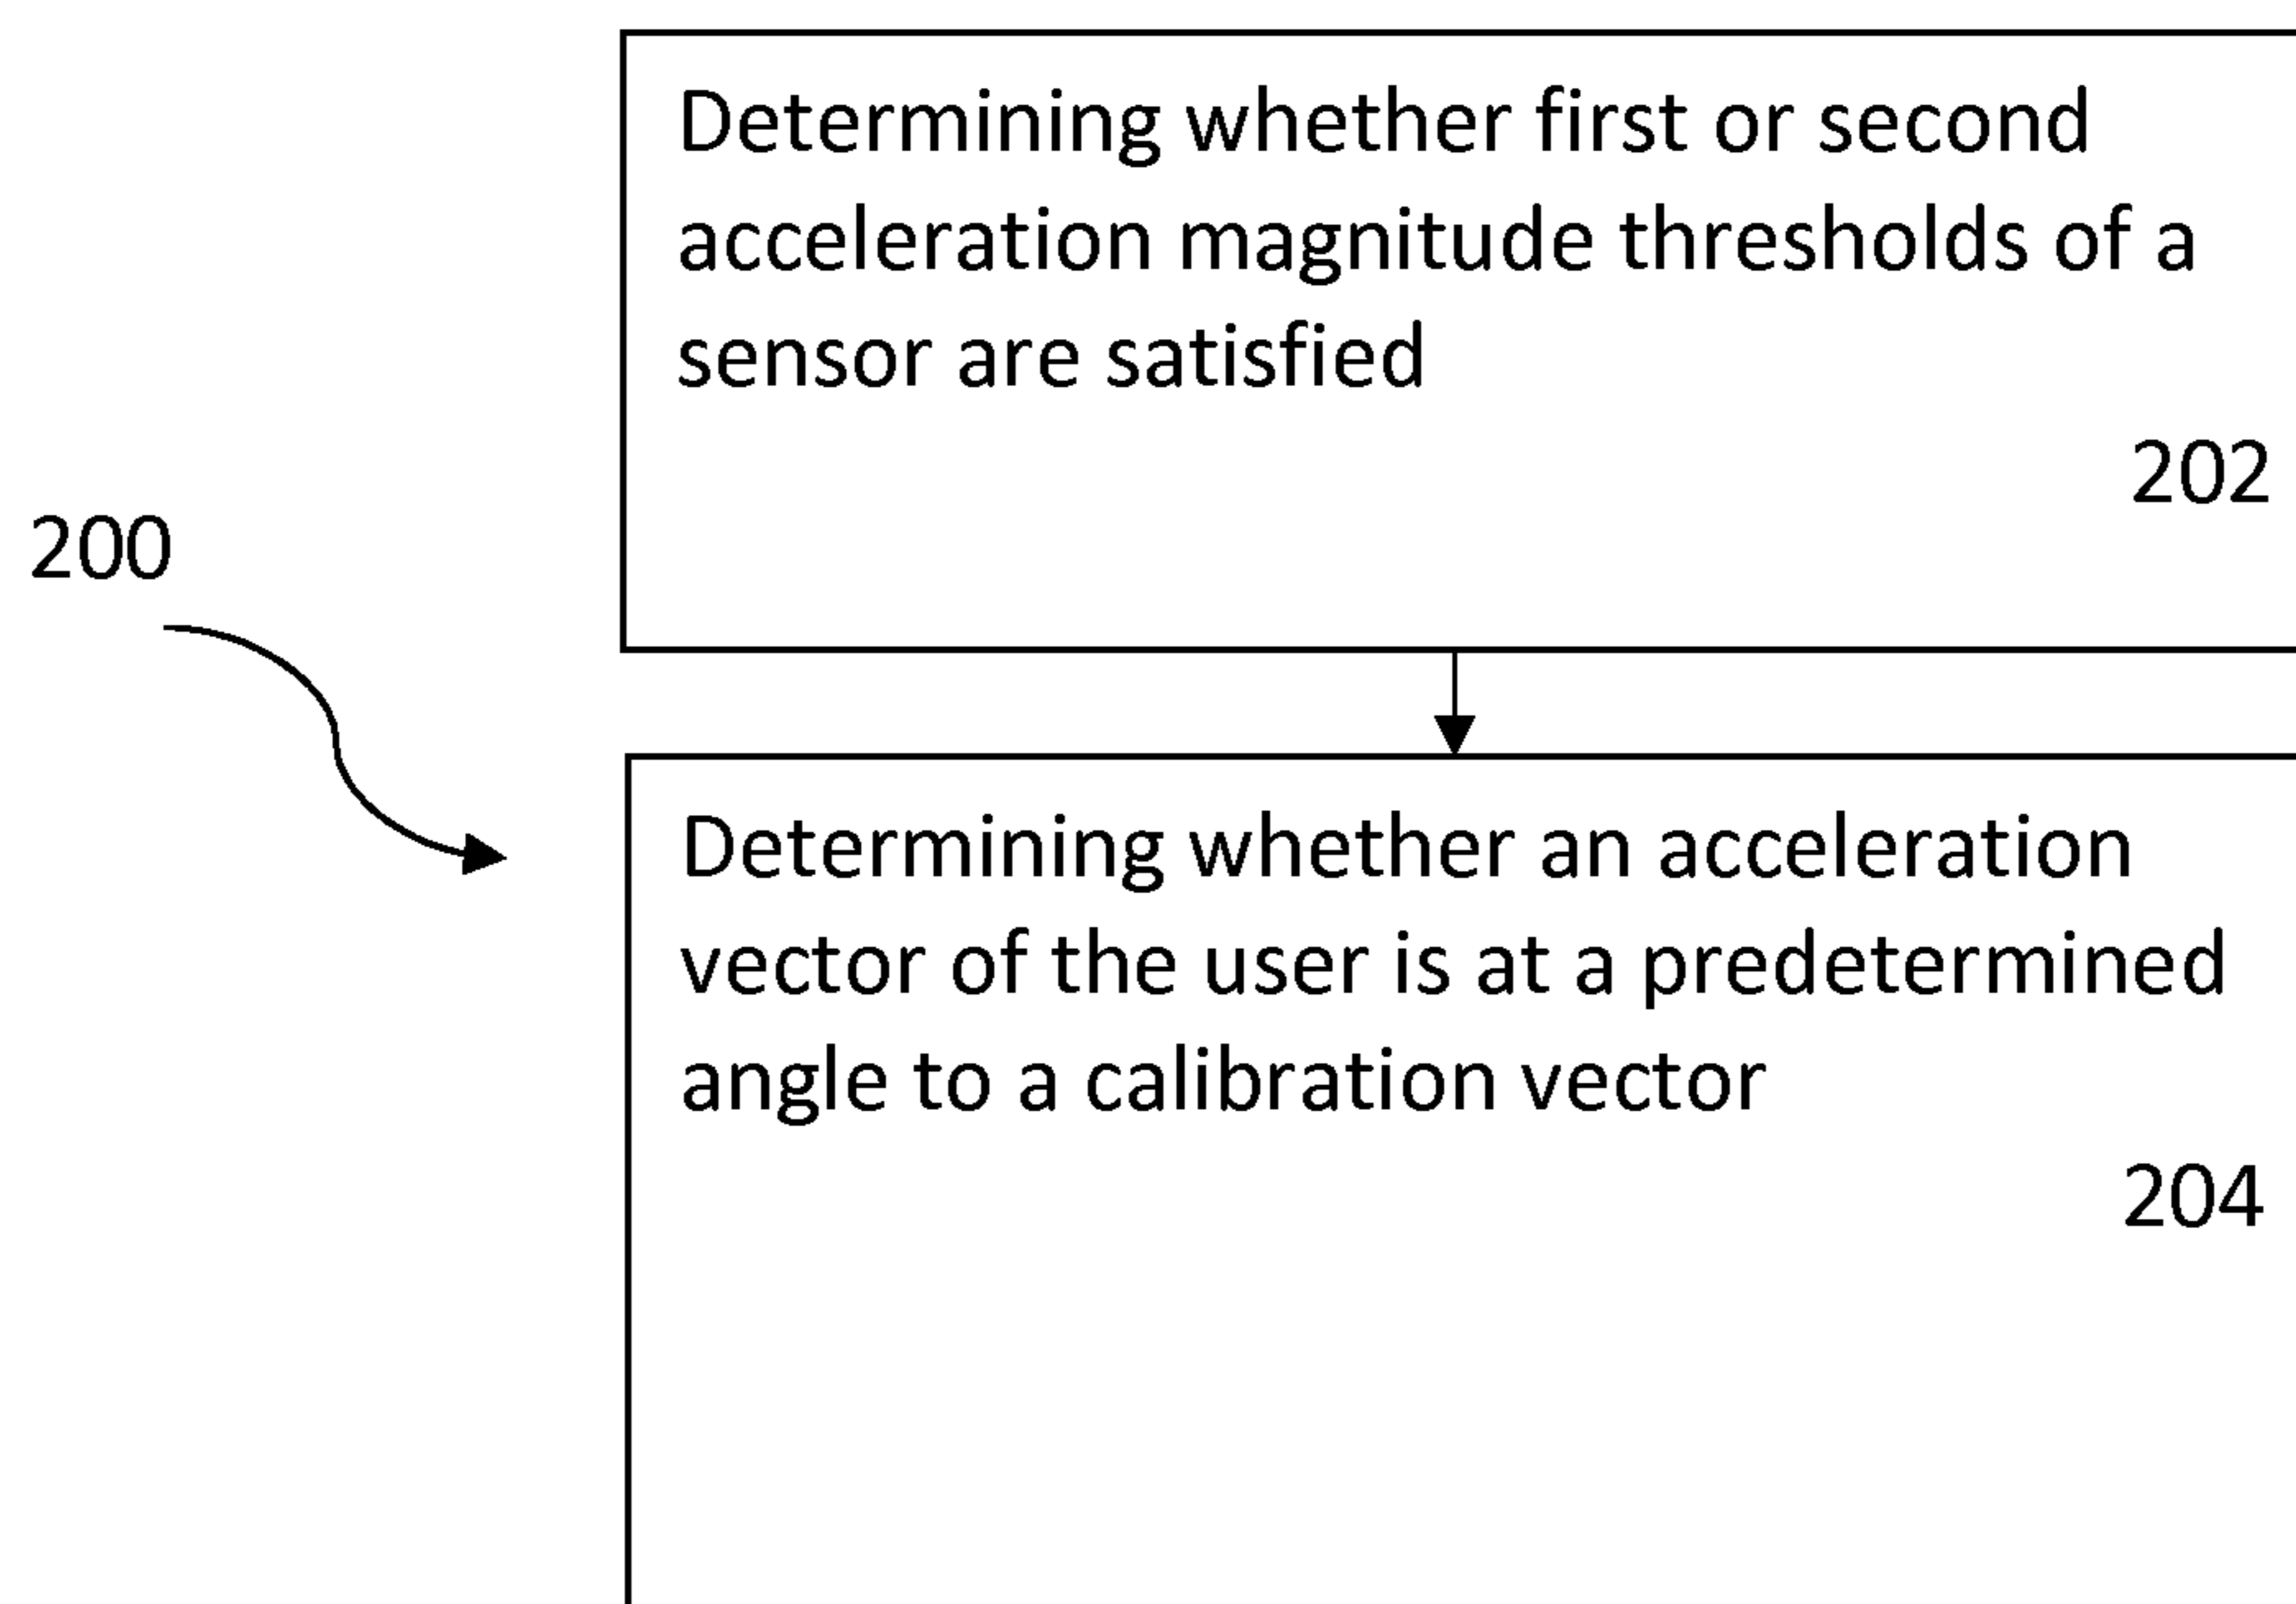 Determining whether first or second
acceleration magnitude thresholds of a
sensor are satisfied
202
200
Determining whether an acceleration
vector of the user is at a predetermined
angle to a calibration vector
204